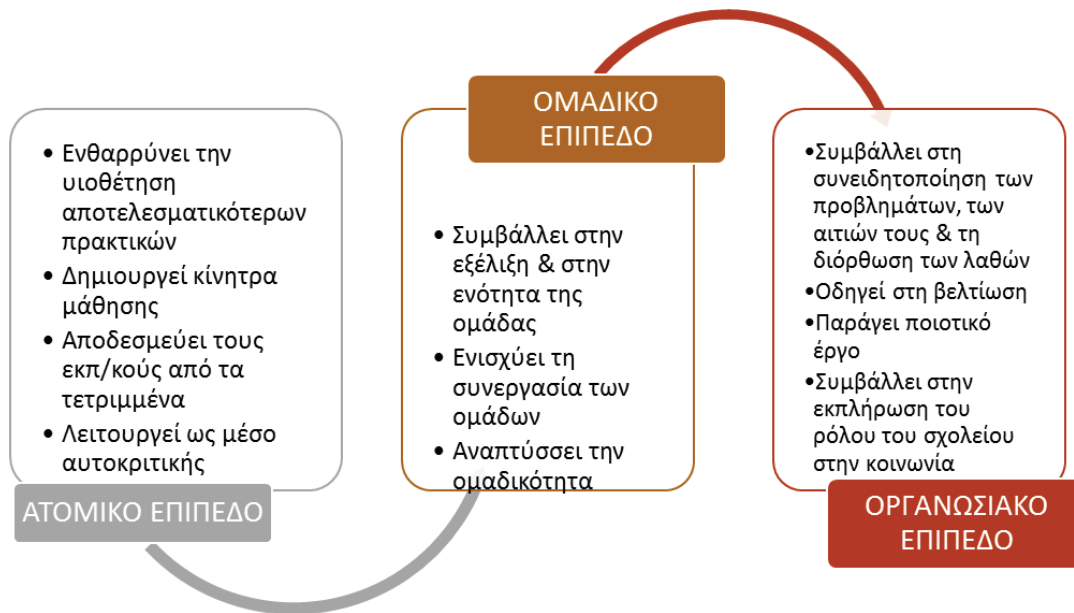 • Ενθαρρύνει την
υιοθέτηση
αποτελεσματικότερων
πρακτικών
• Δημιουργεί κίνητρα
μάθησης
• Αποδεσμεύει τους
εκπ/κούς από τα
τετριμμένα
• Λειτουργεί ως μέσο
αυτοκριτικής
ΑΤΟΜΙΚΟ ΕΠΙΠΕΔΟ
ΟΜΑΔΙΚΟ
ΕΠΙΠΕΔΟ
• Συμβάλλει στην
εξέλιξη & στην
ενότητα της
ομάδας
• Ενισχύει τη
συνεργασία των
ομάδων
• Αναπτύσσει την
ομαδικότητα
•Συμβάλλει στη
συνειδητοποίηση των
προβλημάτων, των
αιτιών τους & τη
διόρθωση των λαθών
•Οδηγεί στη βελτίωση
•Παράγει ποιοτικό
έργο
•Συμβάλλει στην
εκπλήρωση του
ρόλου του σχολείου
στην κοινωνία
ΟΡΓΑΝΩΣΙΑΚΟ
ΕΠΙΠΕΔΟ